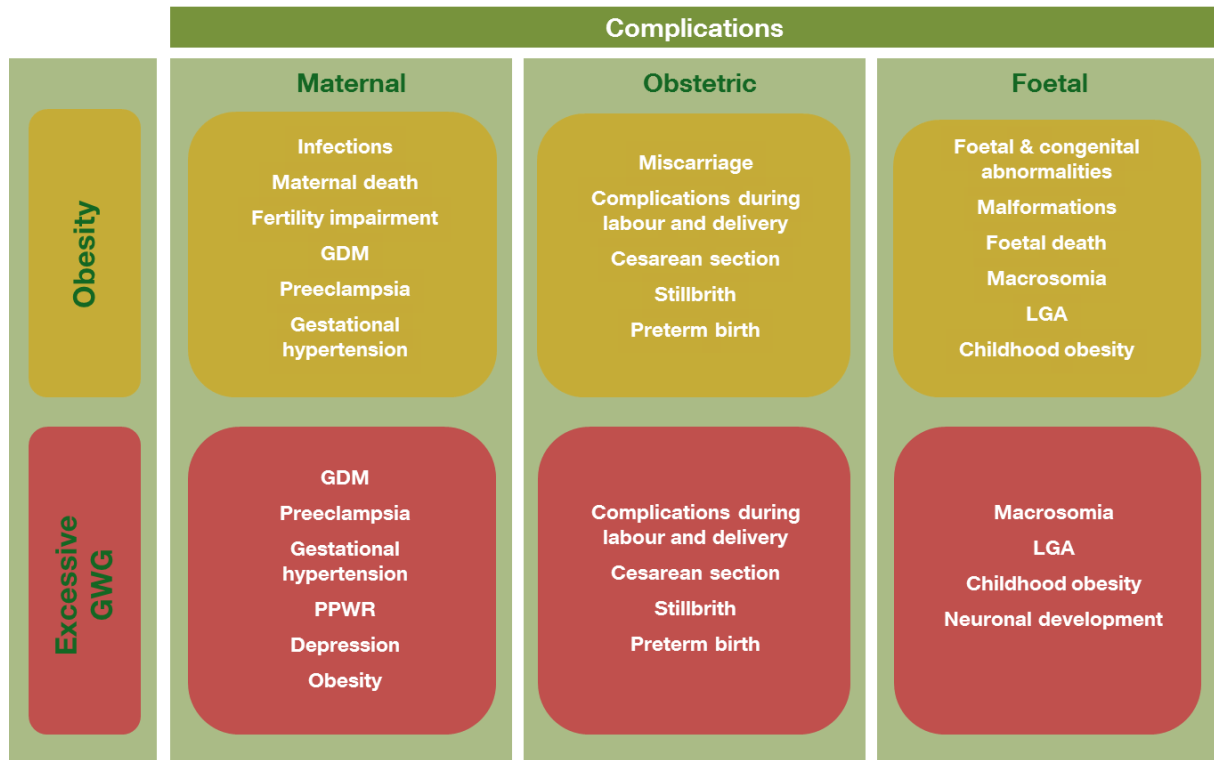 Complications
Maternal
Obstetric
Foetal
Obesity
Infections
Maternal death
Fertility impairment
GDM
Preeclampsia
Gestational
hypertension
Miscarriage
Complications during
labour and delivery
Cesarean section
Stillbrith
Preterm birth
Foetal & congenital
abnormalities
Malformations
Foetal death
Macrosomia
LGA
Childhood obesity
Excessive
GWG
GDM
Preeclampsia
Gestational
hypertension
PPWR
Depression
Obesity
Complications during
labour and delivery
Cesarean section
Stillbrith
Preterm birth
Macrosomia
LGA
Childhood obesity
Neuronal development